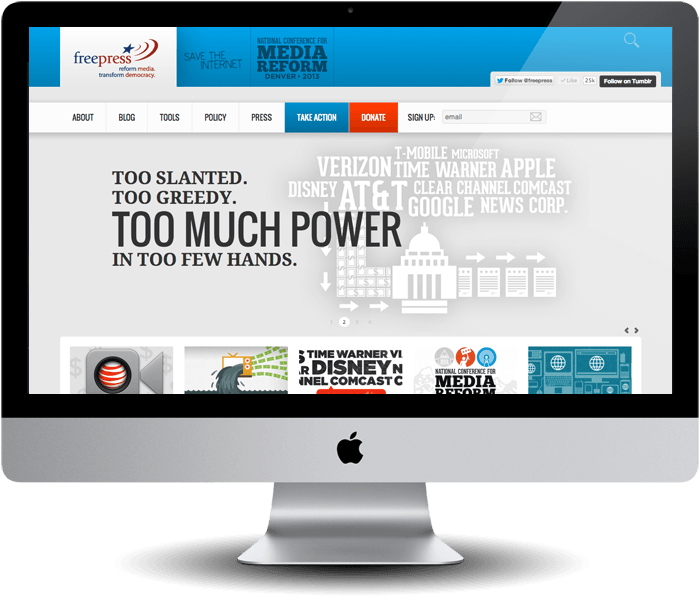 freepress
reform media.
transform democracy.
SAVE THE
INTERNET
NATIONAL CONFERENCE FOR
MEDIA
REFORM
DENVER • 2013
Follow @freepress
Like
25k
Follow on Tumblr
ABOUT
BLOG
TOOLS
POLICY
PRESS
TAKE ACTION
DONATE
SIGN UP:
email
TOO SLANTED.
TOO GREEDY.
TOO MUCH POWER
IN TOO FEW HANDS.
VERIZON T-MOBILE MICROSOFT
TIME WARNER APPLE
DISNEY AT&T CLEAR CHANNEL COMCAST
GOOGLE NEWS CORP.
1 2 3 4
TIME WARNER
DISNEY
COMCAST
NATIONAL CONFERENCE FOR
MEDIA
REFORM